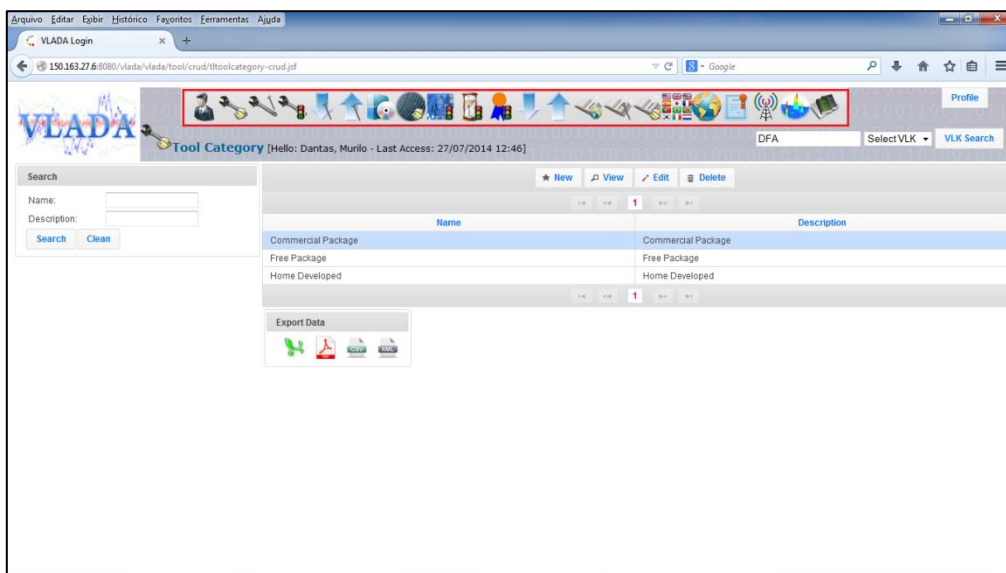 Arquivo Editar Exibir Histórico Favoritos Ferramentas Ajuda
VLADA Login
150.163.27.6:8080/vlada/vlada/tool/crud/tltoolcategory-crud.jsf
Google
VLADA
Profile
Tool Category [Hello: Dantas, Murilo - Last Access: 27/07/2014 12:46]
DFA
Select VLK
VLK Search
Search
New View Edit Delete
Name:
1
Description:
Name Description
Search Clean
Commercial Package Commercial Package
Free Package Free Package
Home Developed Home Developed
1
Export Data
CSV XML